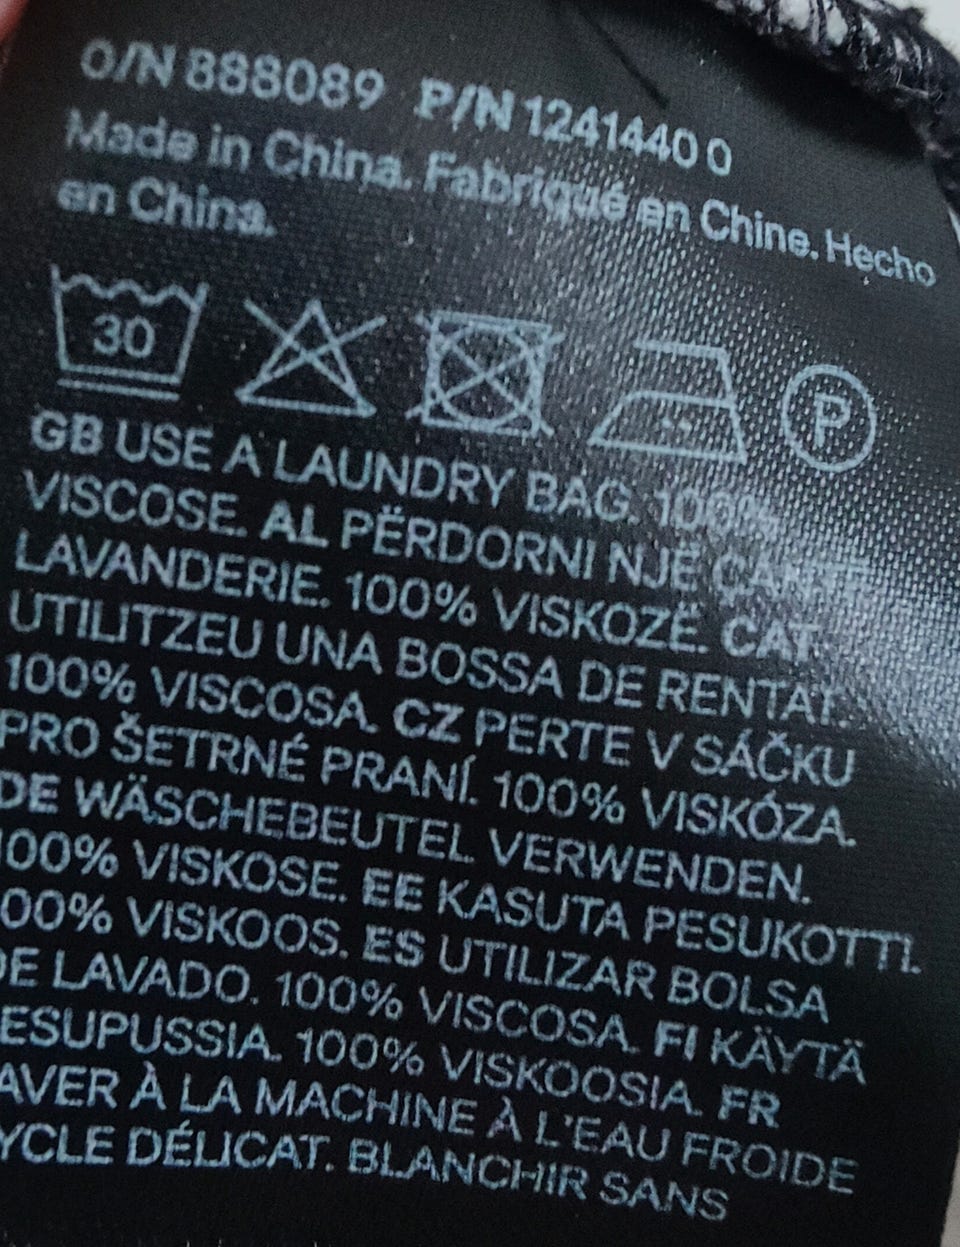 O/N 888089 P/N 1241440 0
Made in China. Fabriqué en Chine. Hecho
en China.
30
P
GB USE A LAUNDRY BAG. 100%
VISCOSE. AL PËRDORNI NJË
LAVANDERIE. 100% VISKOZË. CAT
UTILITZEU UNA BOSSA DE RENTAT.
100% VISCOSA. CZ PERTE V SÁČKU
PRO ŠETRNÉ PRANÍ. 100% VISKÓZA.
DE WÄSCHEBEUTEL VERWENDEN.
100% VISKOSE. EE KASUTA PESUKOTTI.
100% VISKOOS. ES UTILIZAR BOLSA
DE LAVADO. 100% VISCOSA. FI KÄYTÄ
ESUPUSSIA. 100% VISKOOSIA. FR
AVER À LA MACHINE À L'EAU FROIDE
YCLE DÉLICAT. BLANCHIR SANS